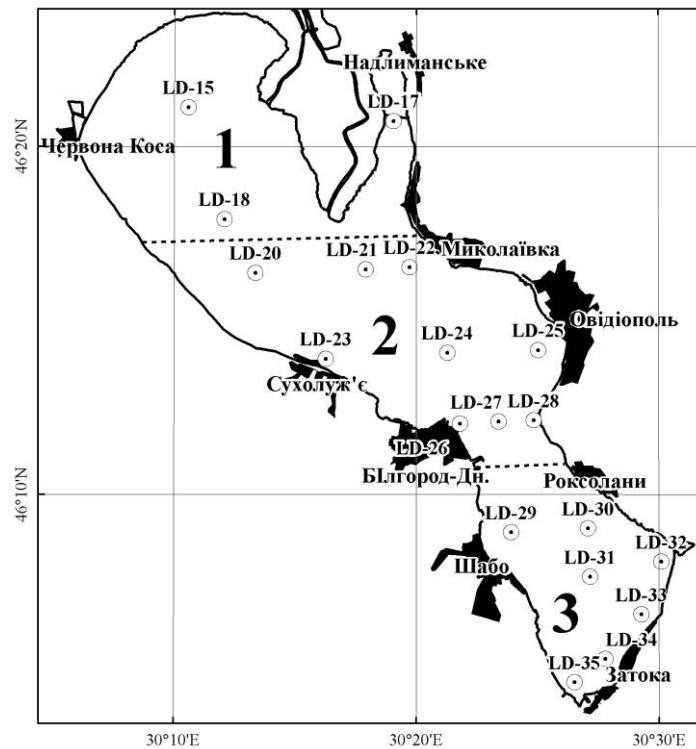 Надлиманське
LD-15
LD-17
46°20'N
Червона Коса
1
LD-18
LD-20
LD-21
LD-22
Миколаївка
Овідіополь
2
LD-23
LD-24
LD-25
Сухолуж'є
LD-27
LD-28
LD-26
БІлгород-Дн.
Роксолани
46°10'N
LD-29
LD-30
LD-32
Шабо
LD-31
3
LD-33
LD-34
LD-35
Затока
30°10'E
30°20'E
30°30'E